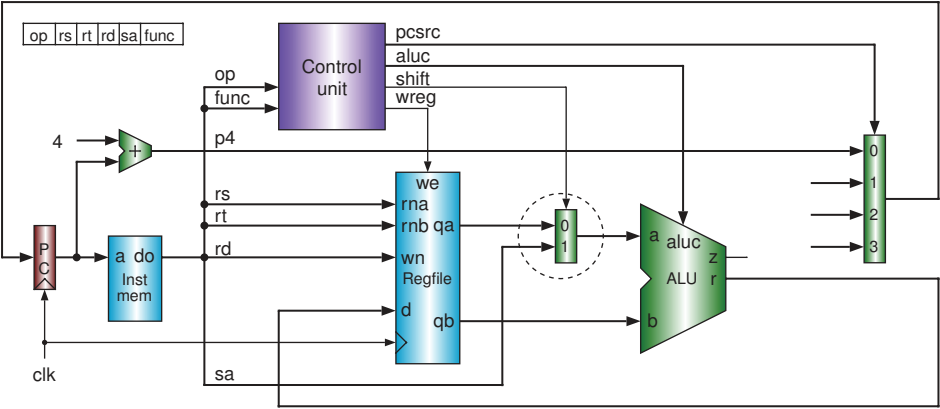 op rs rt rd sa func
Control
unit
pcsrc
aluc
shift
wreg
op
func
4
+
p4
0
1
2
3
we
rs
rna
rt
rnb
qa
0
1
a
aluc
z
r
ALU
b
PC
a do
Inst
mem
rd
wn
Regfile
d
qb
clk
sa